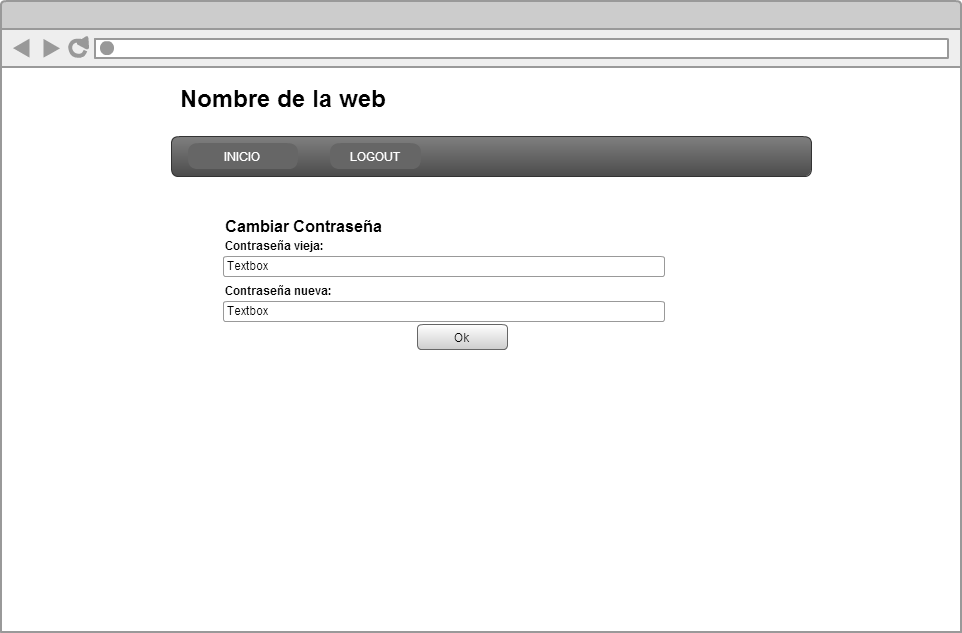 Nombre de la web
INICIO LOGOUT
Cambiar Contraseña
Contraseña vieja:
Textbox
Contraseña nueva:
Textbox
Ok